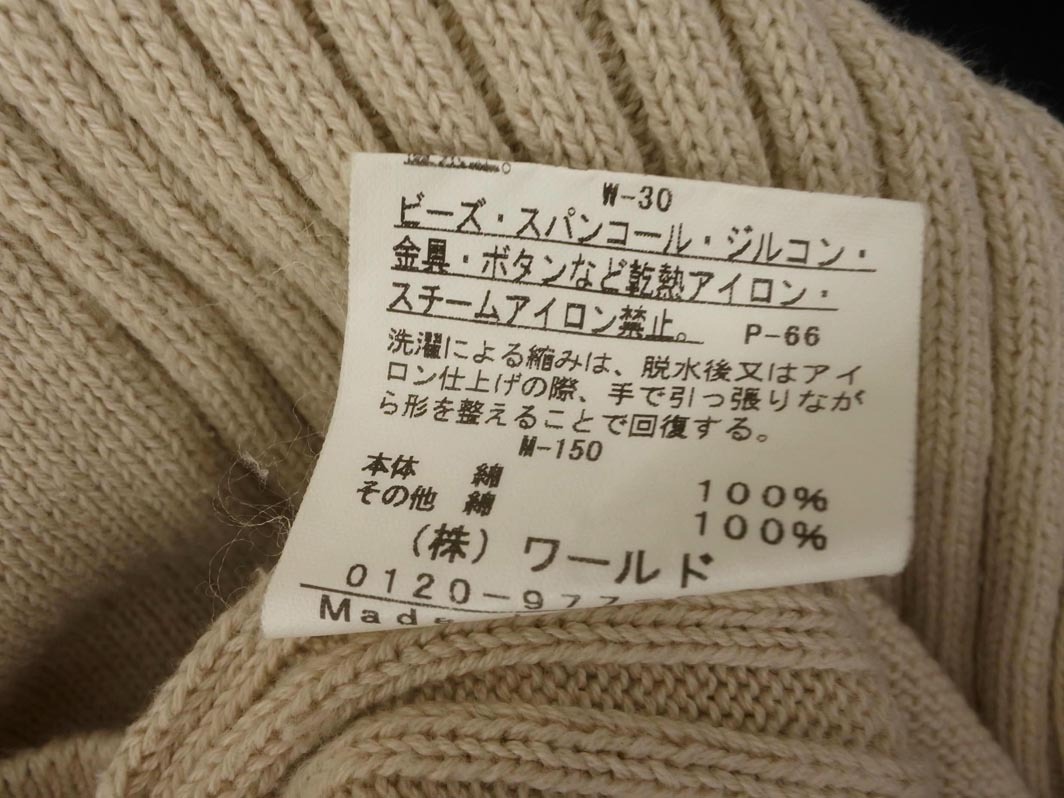 W-30
ビーズ・スパンコール・ジルコン・
金具・ボタンなど乾熱アイロン・
スチームアイロン禁止。 P-66
洗濯による縮みは、脱水後又はアイ
ロン仕上げの際、手で引っ張りなが
ら形を整えることで回復する。
M-150
本体 綿 100%
その他 綿 100%
(株) ワールド
0120-977
Made